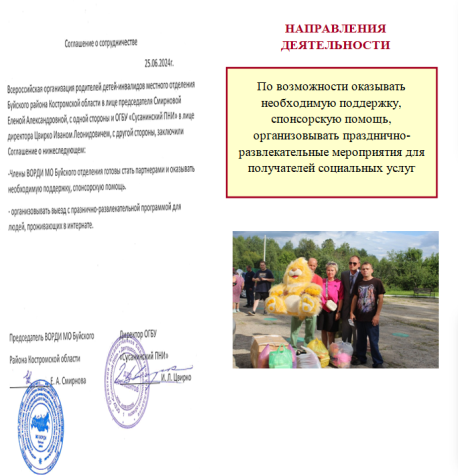 Соглашение о сотрудничестве
25.06.2024г.
Всероссийская организация родителей детей-инвалидов местного отделения
Буйского района Костромской области в лице председателя Смирновой
Еленой Александровной, с одной стороны и ОГБУ «Сусанинский ПНИ» в лице
директора Цвирко Иваном Леонидовичем, с другой стороны, заключили
Соглашение о нижеследующем:
-Члены ВОРДИ МО Буйского отделения готовы стать партнерами и оказывать
необходимую поддержку, спонсорскую помощь.
- организовывать выезд с празнично-развлекательной программой для
людей, проживающих в интернате.
Председатель ВОРДИ МО Буйского
Района Костромской области
Е. А. Смирнова
Директор ОГБУ
«Сусанинский ПНИ»
И. Л. Цвирко
НАПРАВЛЕНИЯ
ДЕЯТЕЛЬНОСТИ
По возможности оказывать
необходимую поддержку,
спонсорскую помощь,
организовывать празднично-
развлекательные мероприятия для
получателей социальных услуг